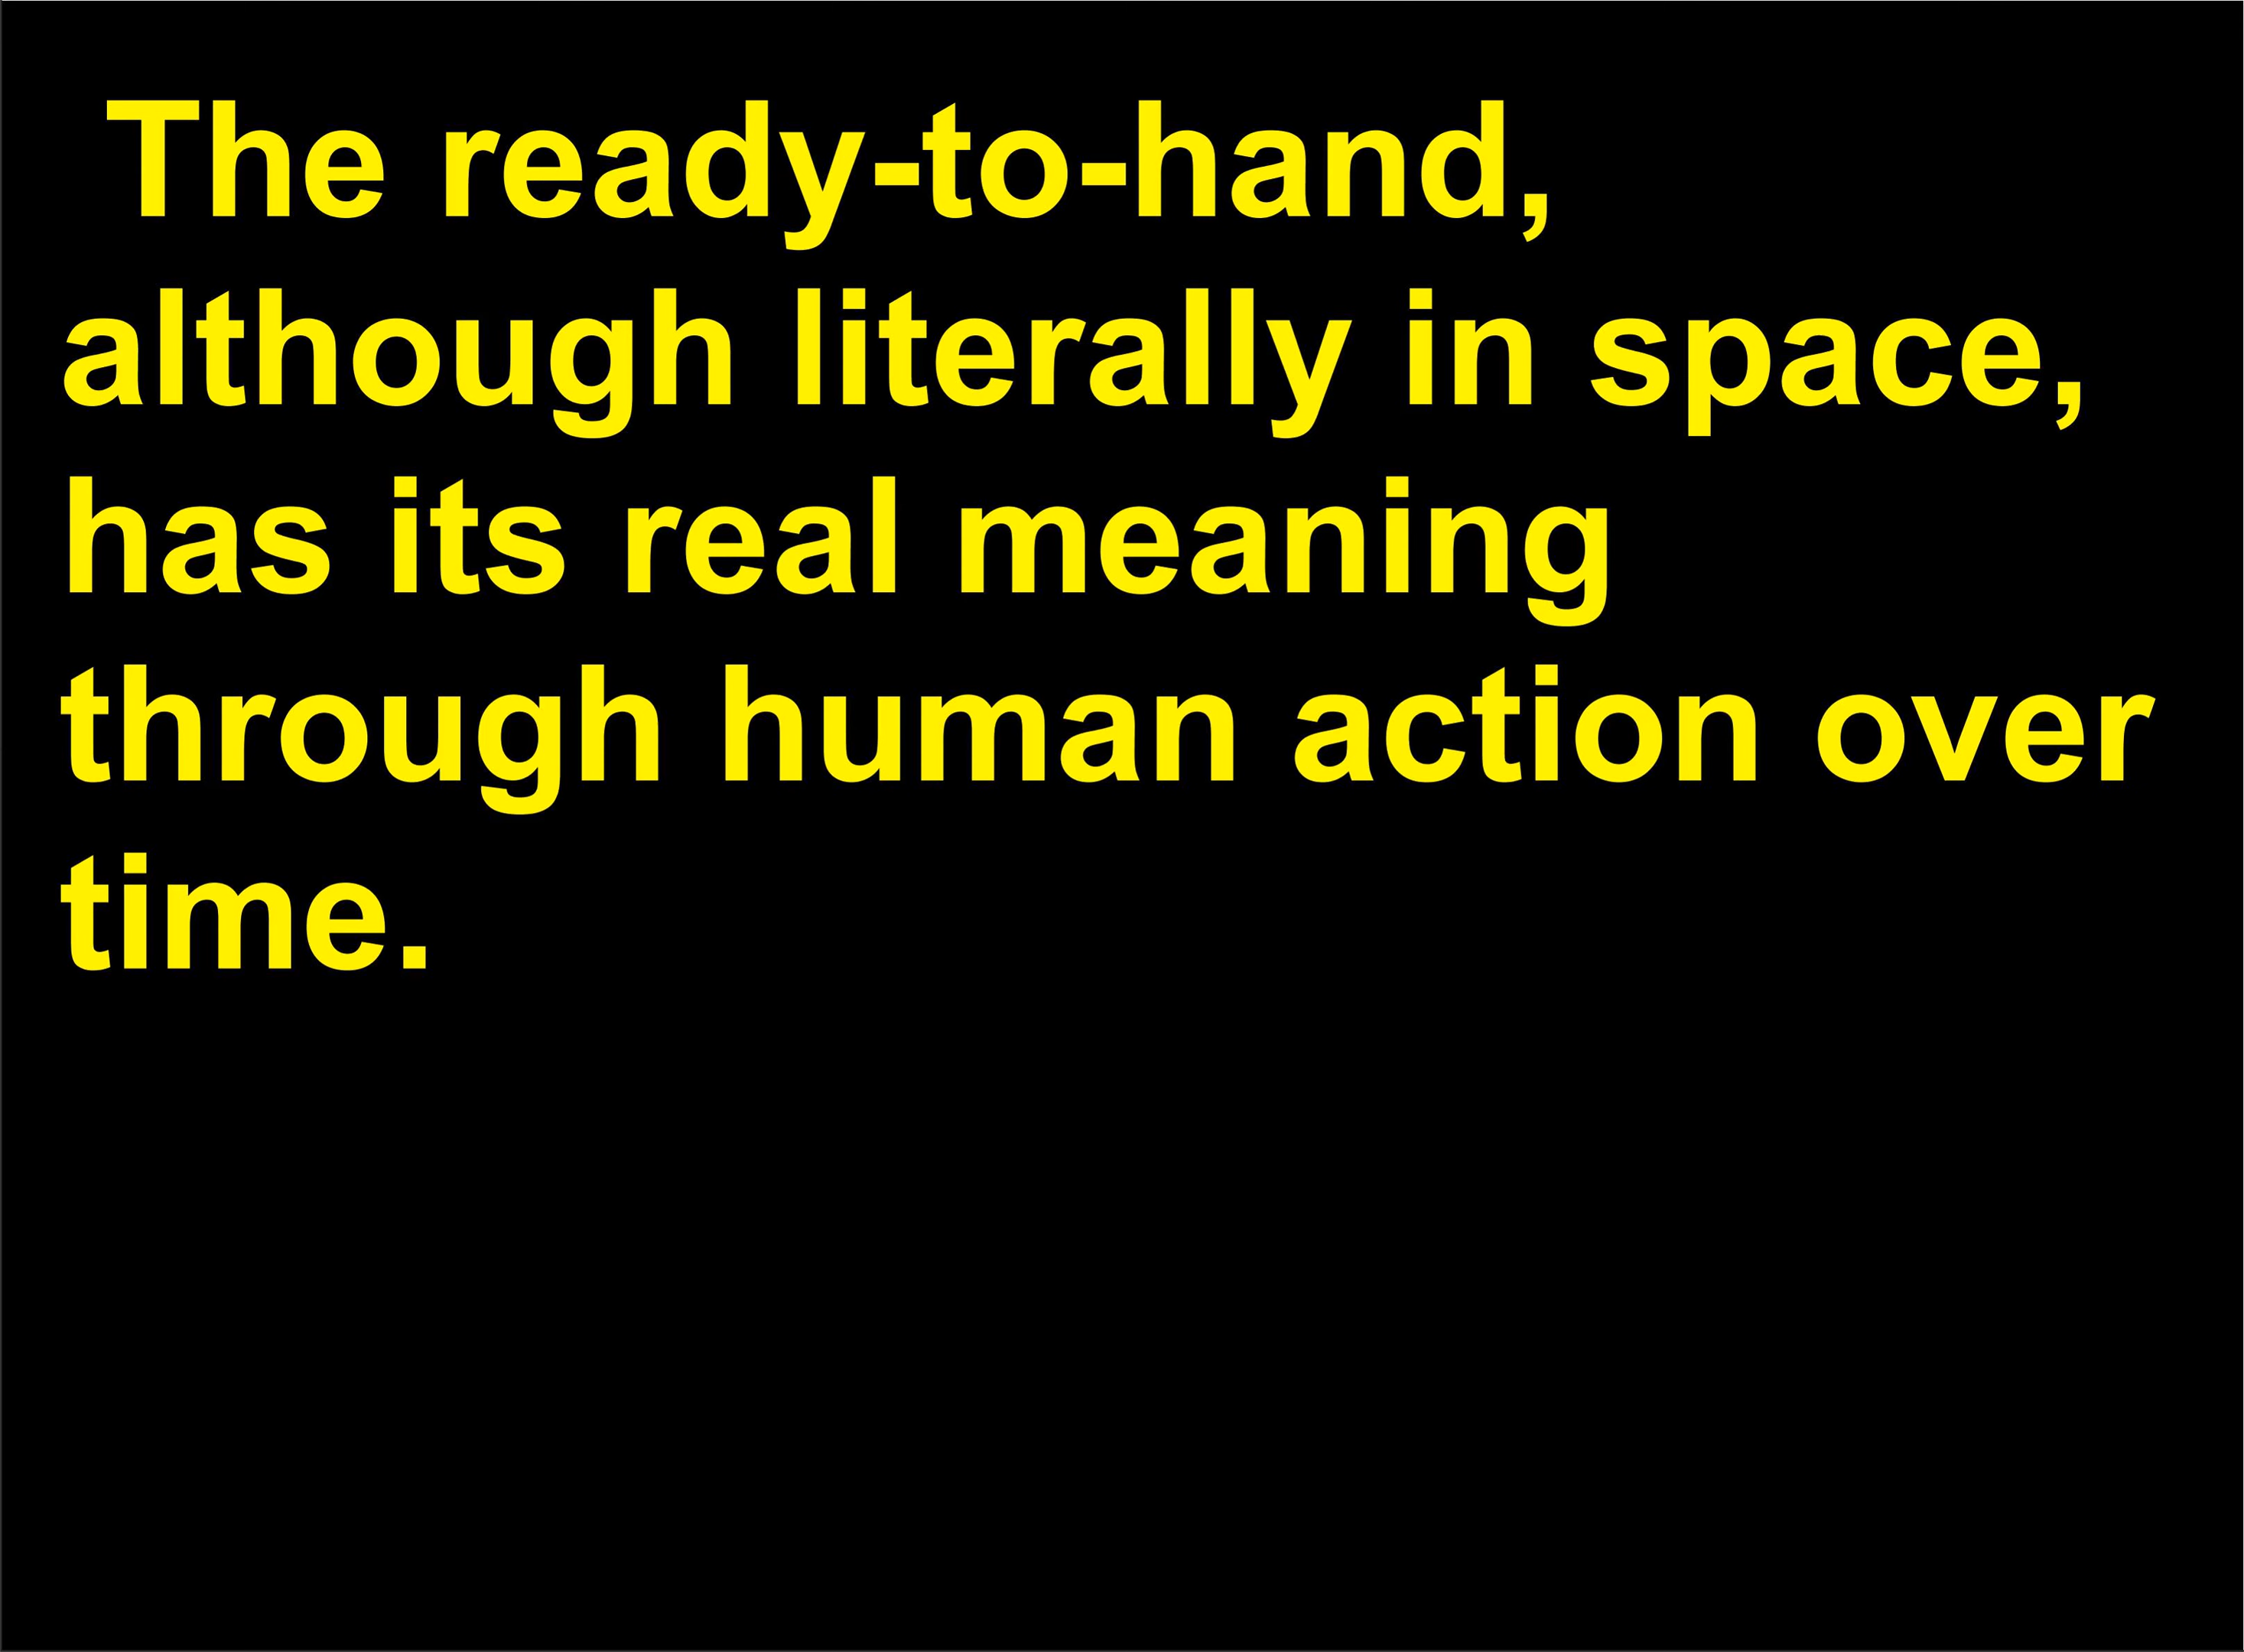 The ready-to-hand,
although literally in space,
has its real meaning
through human action over
time.